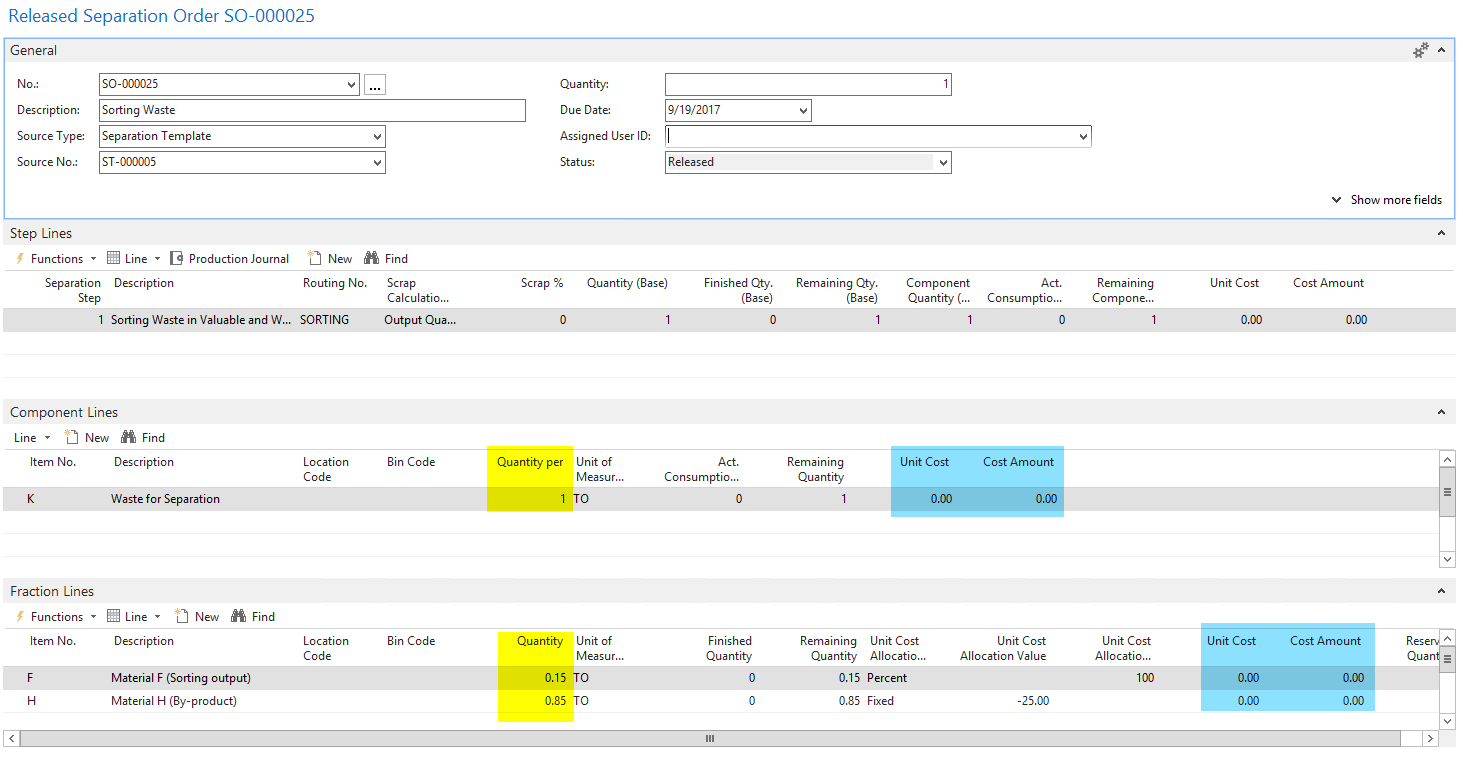 Released Separation Order SO-000025
General
No.: SO-000025 ... Quantity: 1
Description: Sorting Waste Due Date: 9/19/2017
Source Type: Separation Template Assigned User ID:
Source No.: ST-000005 Status: Released
Show more fields
Step Lines
Functions Line Production Journal New Find
Separation Description Routing No. Scrap Scrap % Quantity (Base) Finished Qty. Remaining Qty. Component Act. Remaining Unit Cost Cost Amount
Step Calculatio... (Base) (Base) Quantity (... Consumptio... Compone...
1 Sorting Waste in Valuable and W... SORTING Output Qua... 0 1 0 1 1 0 1 0.00 0.00
Component Lines
Line New Find
Item No. Description Location Bin Code Quantity per Unit of Act. Remaining Unit Cost Cost Amount
Code Measur... Consumptio... Quantity
K Waste for Separation 1 TO 0 1 0.00 0.00
Fraction Lines
Functions Line New Find
Item No. Description Location Bin Code Quantity Unit of Finished Remaining Unit Cost Unit Cost Unit Cost Unit Cost Cost Amount Reserv
Code Measur... Quantity Quantity Allocatio... Allocation Value Allocatio... Quant
F Material F (Sorting output) 0.15 TO 0 0.15 Percent 100 0.00 0.00
H Material H (By-product) 0.85 TO 0 0.85 Fixed -25.00 0.00 0.00